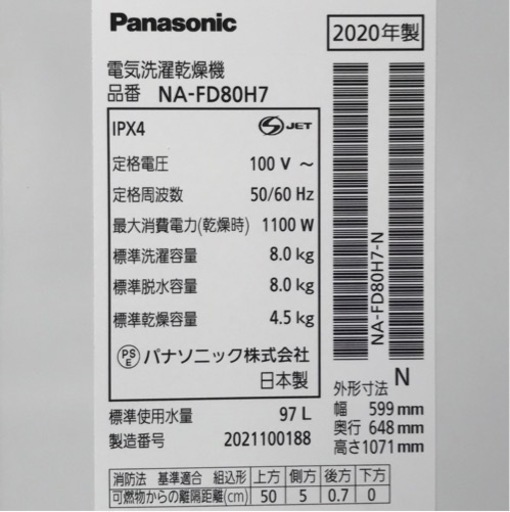 Panasonic
2020年製
電気洗濯乾燥機
品番 NA-FD80H7
IPX4 S JET
定格電圧 100 V ～
定格周波数 50/60 Hz
最大消費電力(乾燥時) 1100 W
標準洗濯容量 8.0 kg
標準脱水容量 8.0 kg
標準乾燥容量 4.5 kg
PSE パナソニック株式会社
日本製
NA-FD80H7-N
N
外形寸法
幅 599 mm
奥行 648 mm
高さ1071 mm
標準使用水量 97 L
製造番号 2021100188
消防法 基準適合 組込形 上方 側方 後方 下方
可燃物からの離隔距離(cm) 50 5 0.7 0